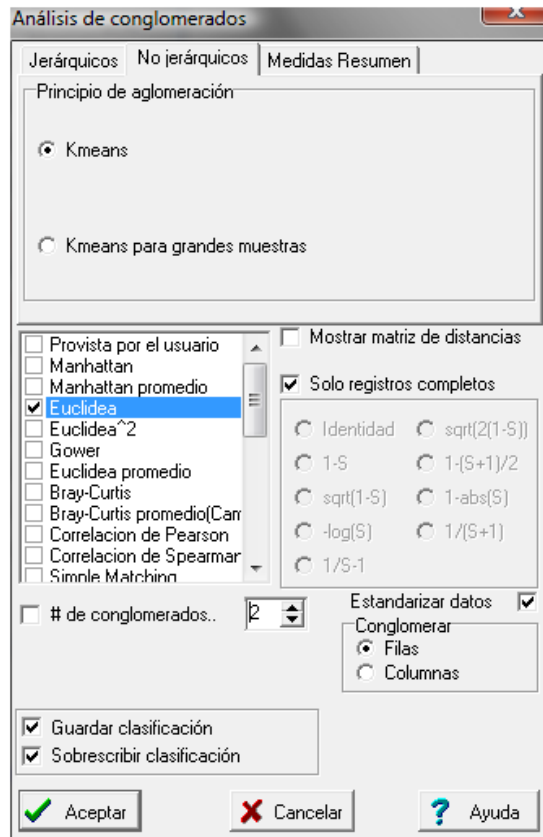 Análisis de conglomerados
Jerárquicos No jerárquicos Medidas Resumen
Principio de aglomeración
Kmeans
Kmeans para grandes muestras
Provista por el usuario
Manhattan
Manhattan promedio
Euclidea
Euclidea^2
Gower
Euclidea promedio
Bray-Curtis
Bray-Curtis promedio(Can
Correlacion de Pearson
Correlacion de Spearmar
Simple Matching
Mostrar matriz de distancias
Solo registros completos
Identidad sqrt(2(1-S))
1-S 1-(S+1)/2
sqrt(1-S) 1-abs(S)
-log(S) 1/(S+1)
1/S-1
# de conglomerados.. 2
Estandarizar datos
Conglomerar
Filas
Columnas
Guardar clasificación
Sobrescribir clasificación
Aceptar Cancelar Ayuda